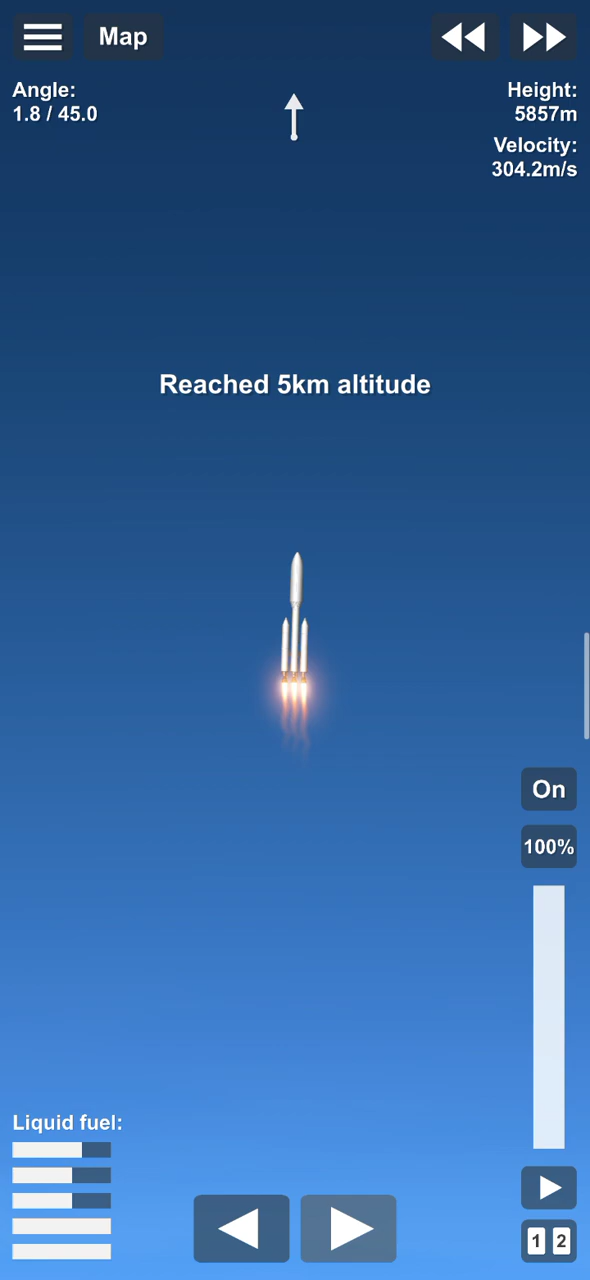 Map
Angle:
1.8 / 45.0
Height:
5857m
Velocity:
304.2m/s
Reached 5km altitude
On
100%
Liquid fuel:
1 2